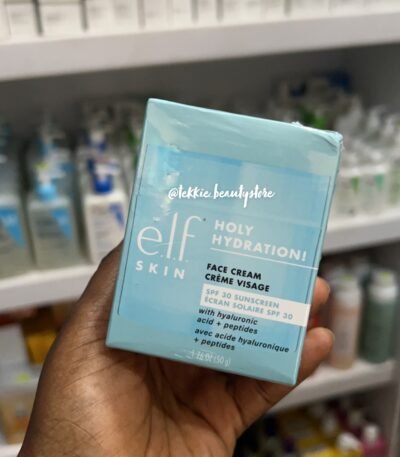 @lekkie.beautystore
e.l.f.
SKIN
HOLY
HYDRATION!
FACE CREAM
CRÈME VISAGE
SPF 30 SUNSCREEN
ÉCRAN SOLAIRE SPF 30
with hyaluronic
acid + peptides
avec acide hyaluronique
+ peptides
(50 g)